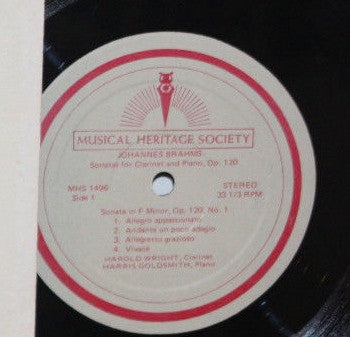 MUSICAL HERITAGE SOCIETY
JOHANNES BRAHMS
Sonatas for Clarinet and Piano, Op. 120
MHS 1496 STEREO
Side 1 33 1/3 RPM
Sonata in F Minor, Op. 120, No. 1
1. Allegro appassionato
2. Andante un poco adagio
3. Allegretto grazioso
4. Vivace
HAROLD WRIGHT, Clarinet
HARRIS GOLDSMITH, Piano